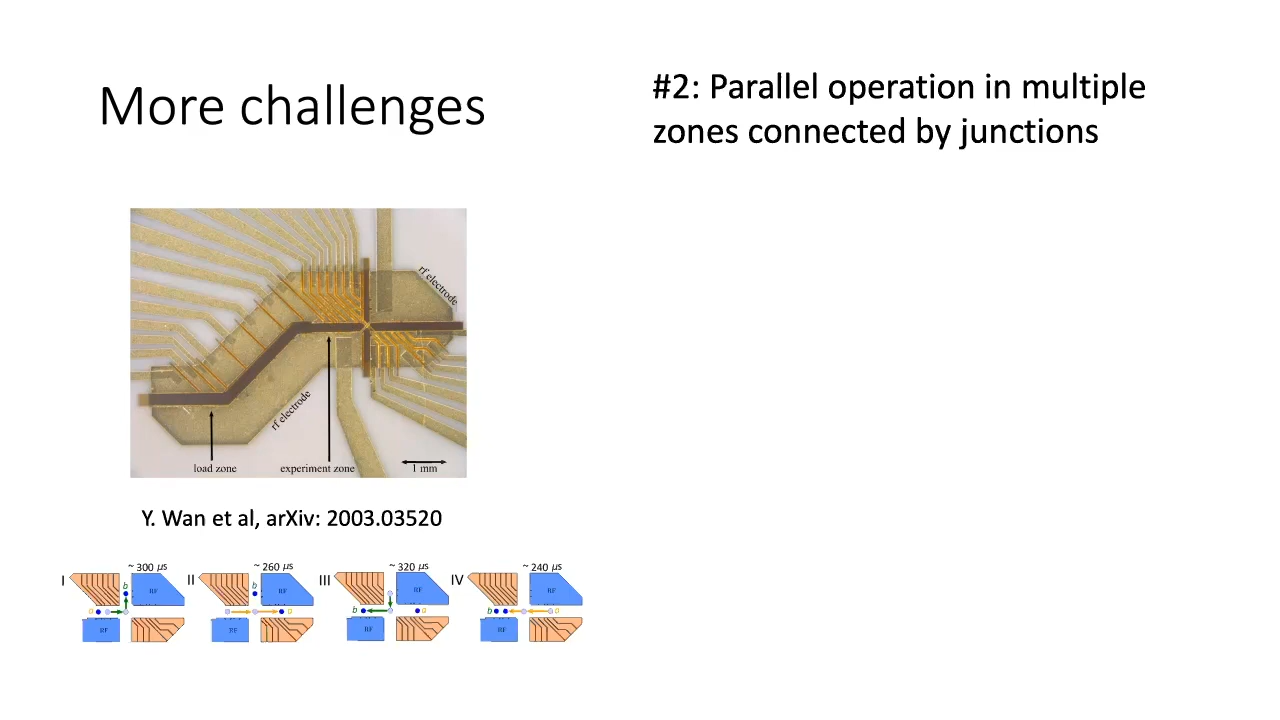 More challenges
#2: Parallel operation in multiple
zones connected by junctions
rf electrode
rf electrode
load zone
experiment zone
1 mm
Y. Wan et al, arXiv: 2003.03520
I
~ 300 μs
b
RF
a
RF
II
~ 260 μs
b
RF
a
RF
III
~ 320 μs
RF
b
a
RF
IV
~ 240 μs
RF
b
a
RF